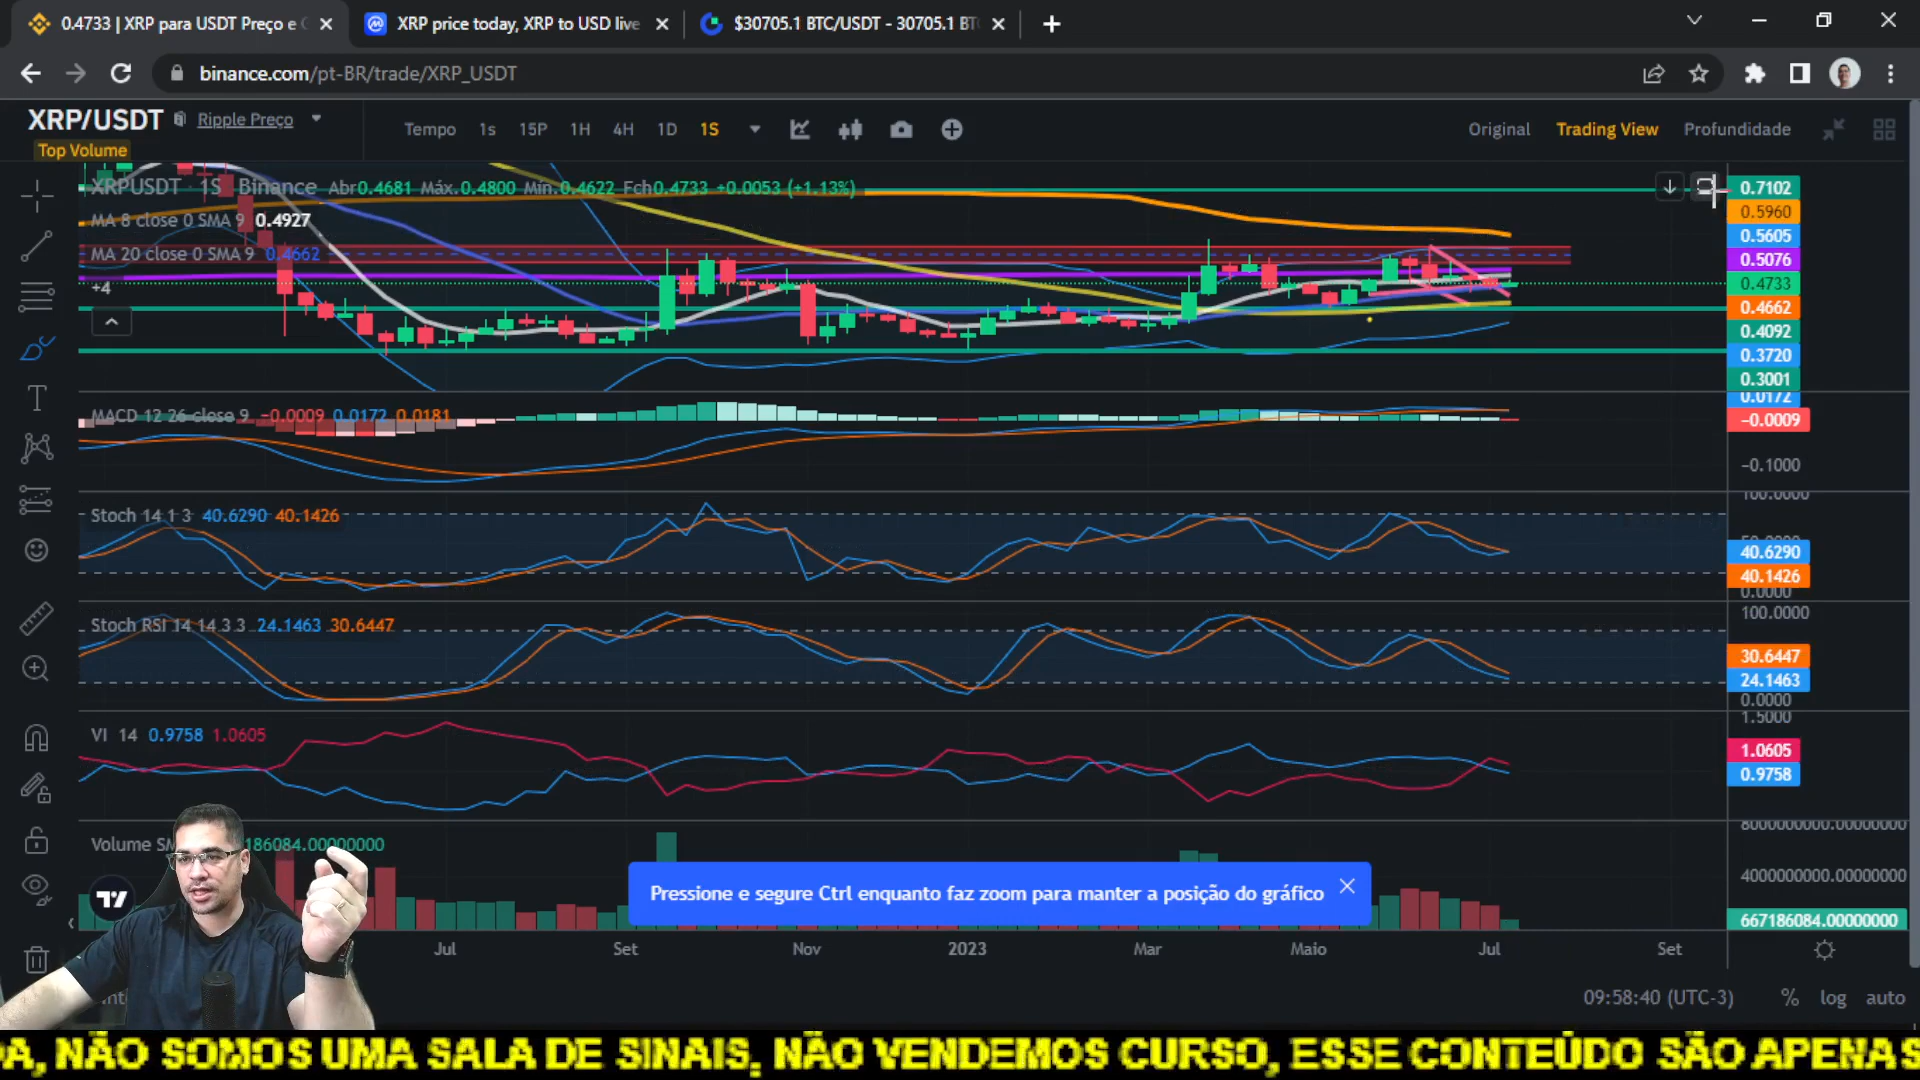 0.4733 | XRP para USDT Preço e
XRP price today, XRP to USD live
$30705.1 BTC/USDT - 30705.1 BT
binance.com/pt-BR/trade/XRP_USDT
XRP/USDT Ripple Preço
Top Volume
Tempo 1s 15P 1H 4H 1D 1S
Original Trading View Profundidade
XRPUSDT 1S Binance Abr0.4681 Máx.0.4800 Mín.0.4622 Fch0.4733 +0.0053 (+1.13%)
MA 8 close 0 SMA 9 0.4927
MA 20 close 0 SMA 9 0.4662
+4
0.7102
0.5960
0.5605
0.5076
0.4733
0.4662
0.4092
0.3720
0.3001
MACD 12 26 close 9 −0.0009 0.0172 0.0181
0.0172
−0.0009
−0.1000
Stoch 14 1 3 40.6290 40.1426
100.0000
40.6290
40.1426
0.0000
Stoch RSI 14 14 3 3 24.1463 30.6447
100.0000
30.6447
24.1463
0.0000
VI 14 0.9758 1.0605
1.5000
1.0605
0.9758
Volume 186084.00000000
8000000000.00000000
4000000000.00000000
667186084.00000000
Pressione e segure Ctrl enquanto faz zoom para manter a posição do gráfico
Jul Set Nov 2023 Mar Maio Jul Set
09:58:40 (UTC-3) % log auto
DA, NÃO SOMOS UMA SALA DE SINAIS, NÃO VENDEMOS CURSO, ESSE CONTEÚDO SÃO APENAS